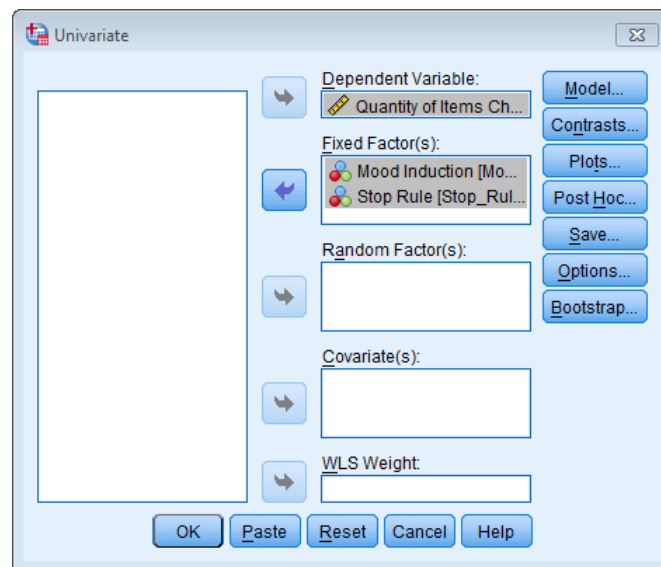 Univariate
Dependent Variable:
Quantity of Items Ch...
Fixed Factor(s):
Mood Induction [Mo...
Stop Rule [Stop_Rul...
Random Factor(s):
Covariate(s):
WLS Weight:
Model...
Contrasts...
Plots...
Post Hoc...
Save...
Options...
Bootstrap...
OK Paste Reset Cancel Help